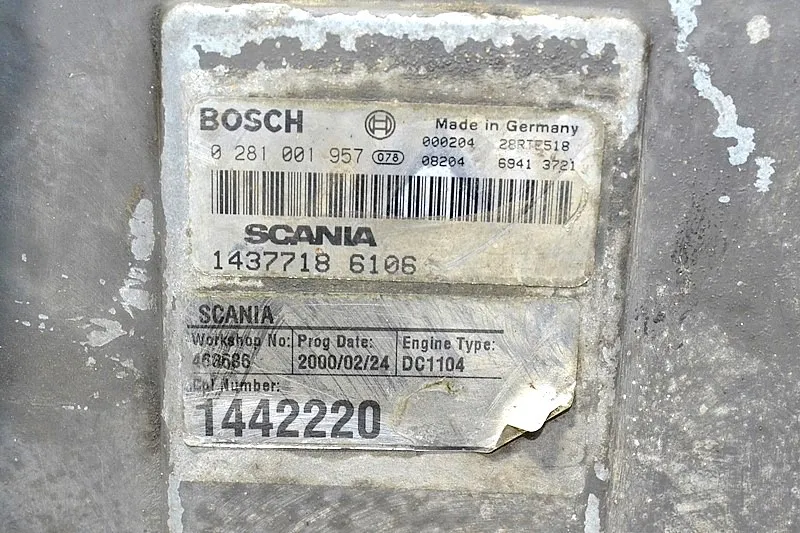 BOSCH Made in Germany
000204 28RTE518
0 281 001 957 078 08204 6941 3721
SCANIA
1437718 6106
SCANIA
Workshop No: Prog Date: Engine Type:
2000/02/24 DC1104
Number:
1442220